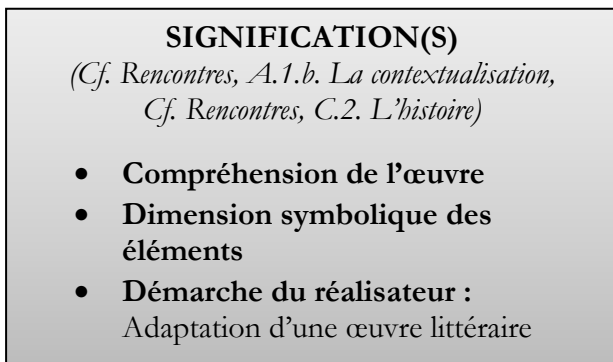 SIGNIFICATION(S)
(Cf. Rencontres, A.1.b. La contextualisation,
Cf. Rencontres, C.2. L’histoire)
• Compréhension de l’œuvre
• Dimension symbolique des
éléments
• Démarche du réalisateur :
Adaptation d’une œuvre littéraire